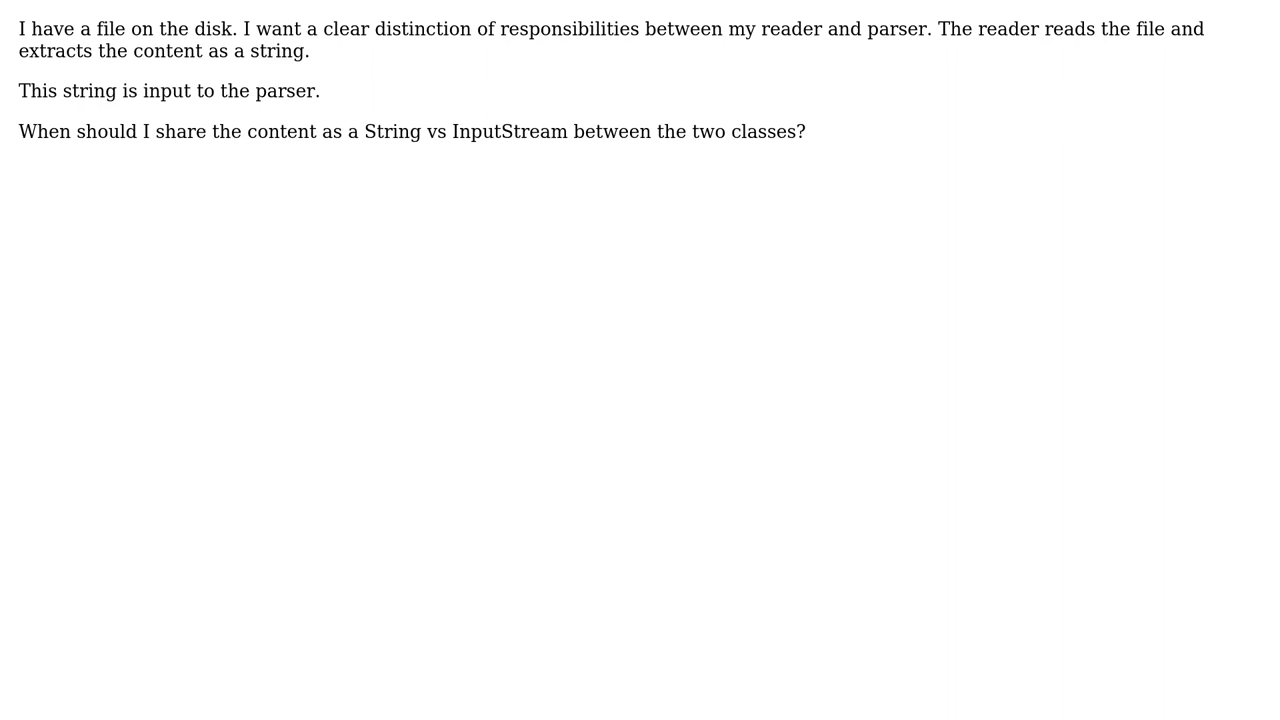 I have a file on the disk. I want a clear distinction of responsibilities between my reader and parser. The reader reads the file and
extracts the content as a string.
This string is input to the parser.
When should I share the content as a String vs InputStream between the two classes?